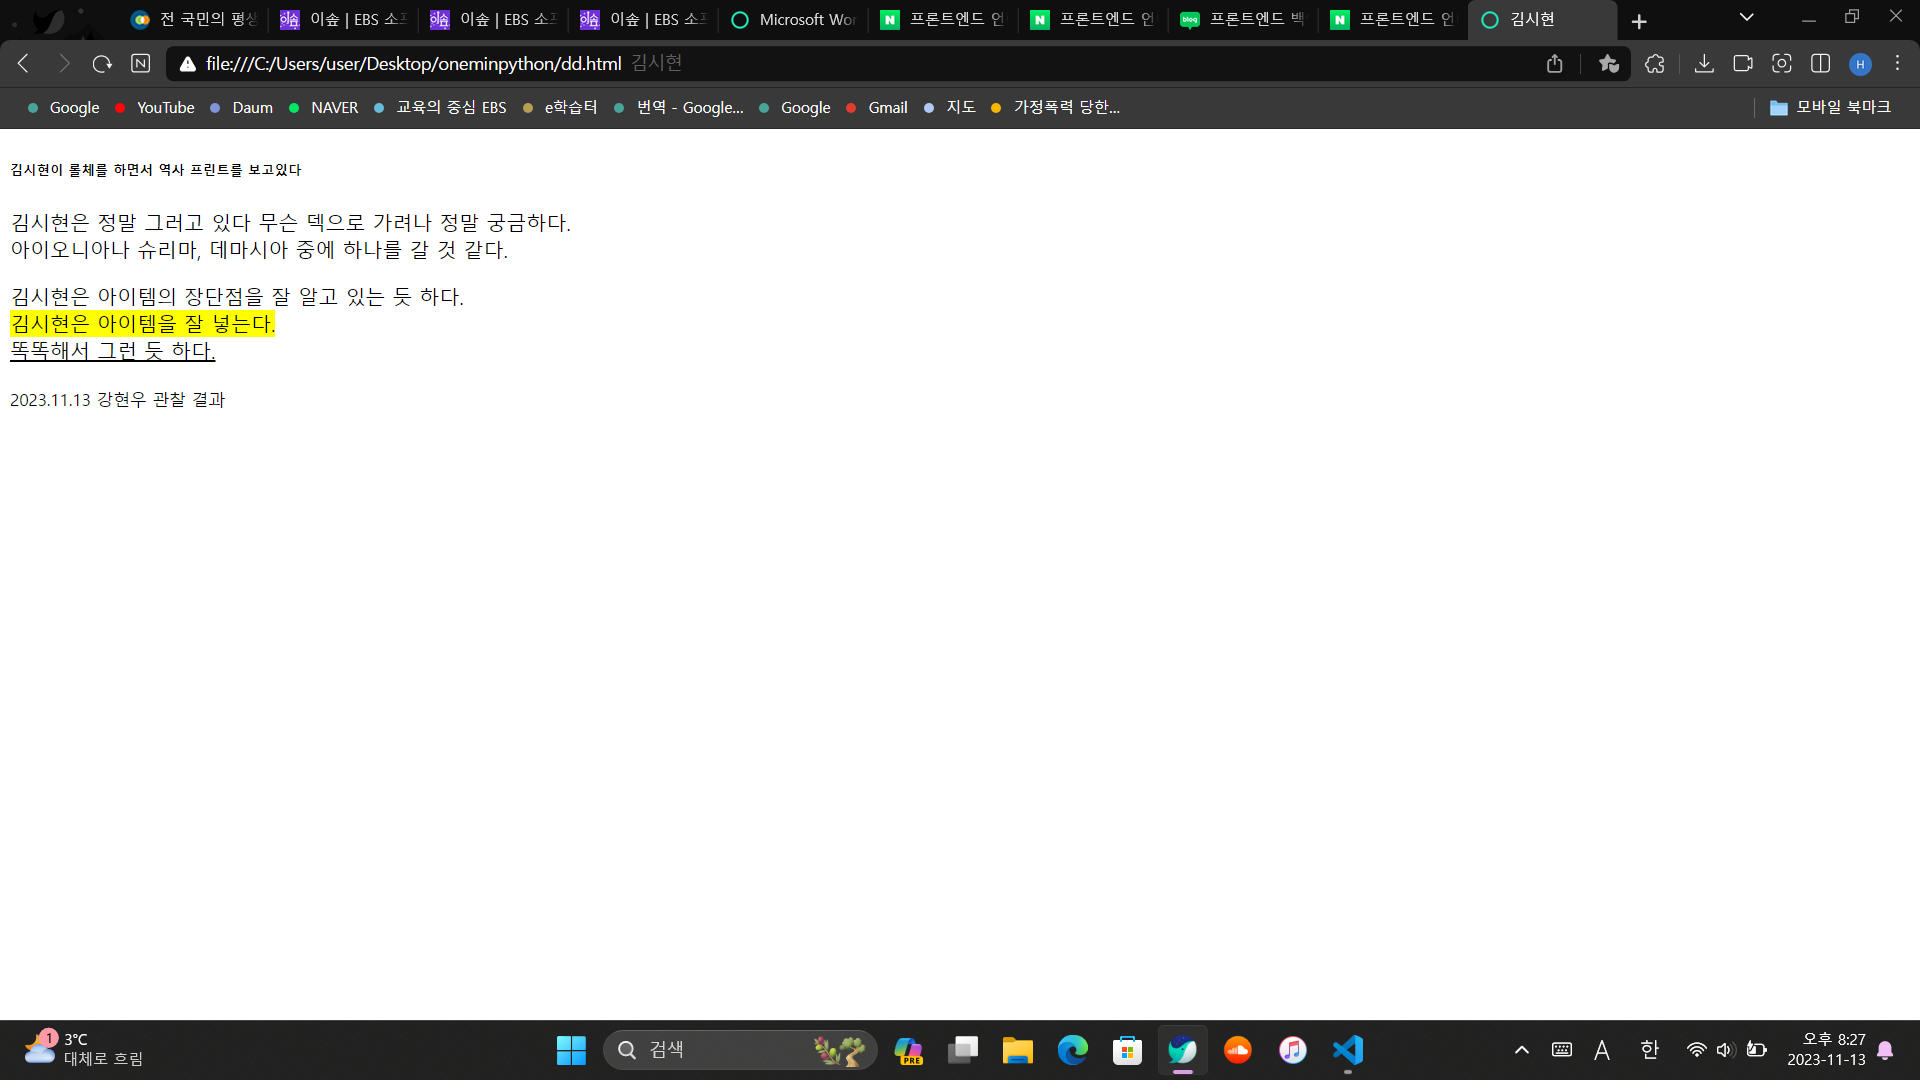 전 국민의 평생
이솦 | EBS 소프
이솦 | EBS 소프
이솦 | EBS 소프
Microsoft Wor
프론트엔드 언
프론트엔드 언
프론트엔드 백
프론트엔드 언
김시현
file:///C:/Users/user/Desktop/oneminpython/dd.html 김시현
Google YouTube Daum NAVER 교육의 중심 EBS e학습터 번역 - Google... Google Gmail 지도 가정폭력 당한... 모바일 북마크
김시현이 롤체를 하면서 역사 프린트를 보고있다
김시현은 정말 그러고 있다 무슨 덱으로 가려나 정말 궁금하다.
아이오니아나 슈리마, 데마시아 중에 하나를 갈 것 같다.
김시현은 아이템의 장단점을 잘 알고 있는 듯 하다.
김시현은 아이템을 잘 넣는다.
똑똑해서 그런 듯 하다.
2023.11.13 강현우 관찰 결과
1
3°C
대체로 흐림
검색
PRE
A 한
오후 8:27
2023-11-13